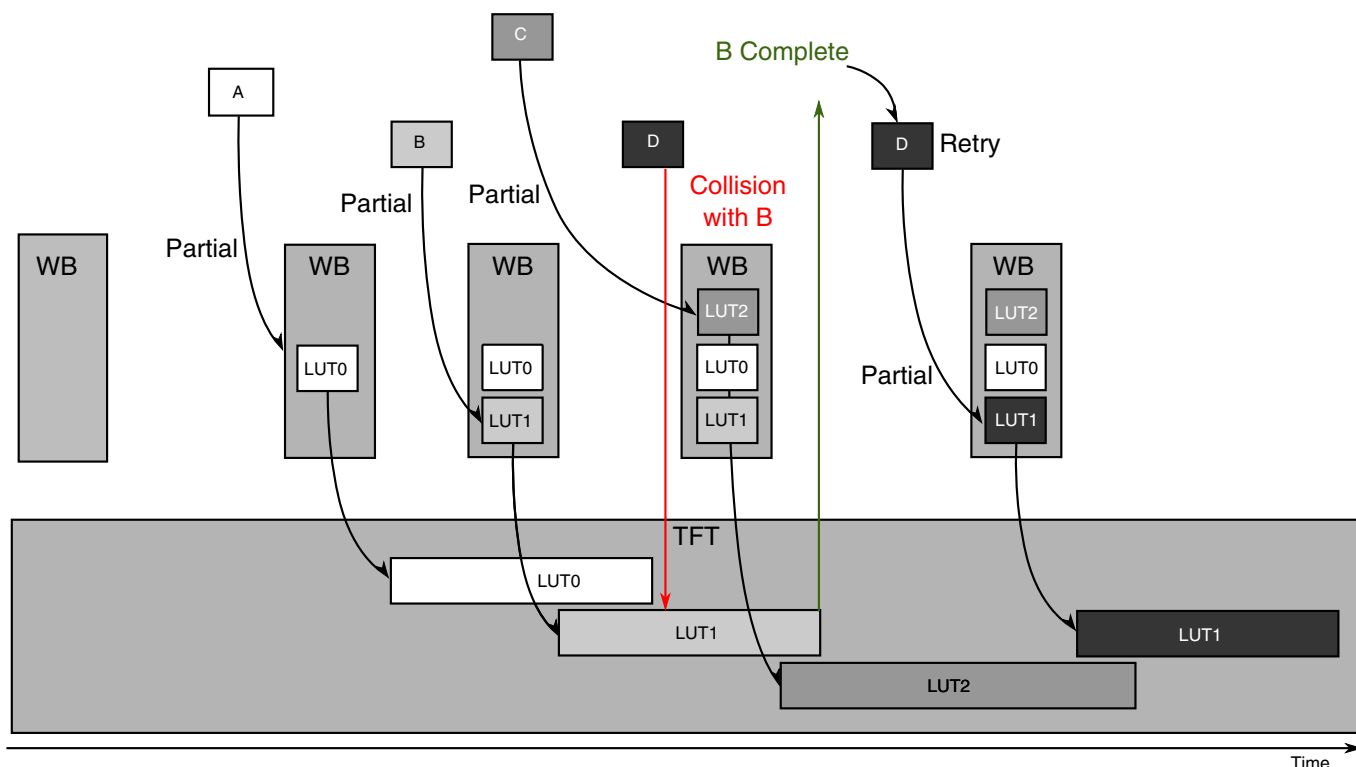 C
B Complete
A
B
D
D
Retry
Partial
Partial
Collision
with B
Partial
WB
WB
WB
WB
WB
LUT2
LUT2
LUT0
LUT0
LUT0
LUT0
Partial
LUT1
LUT1
LUT1
TFT
LUT0
LUT1
LUT1
LUT2
Time